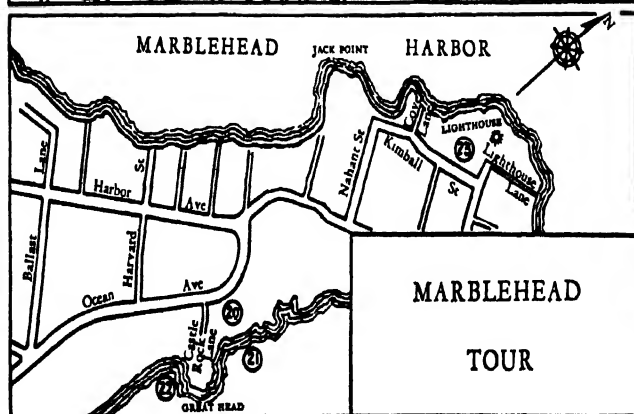 MARBLEHEAD HARBOR
JACK POINT
N
Cove Lane
LIGHTHOUSE
25
Lighthouse Lane
Nahant St
Kimball St
Lane
St
Harbor Ave
Ballast
Harvard
Ocean Ave
20
Castle Rock Lane
21
22
GREAT HEAD
MARBLEHEAD
TOUR